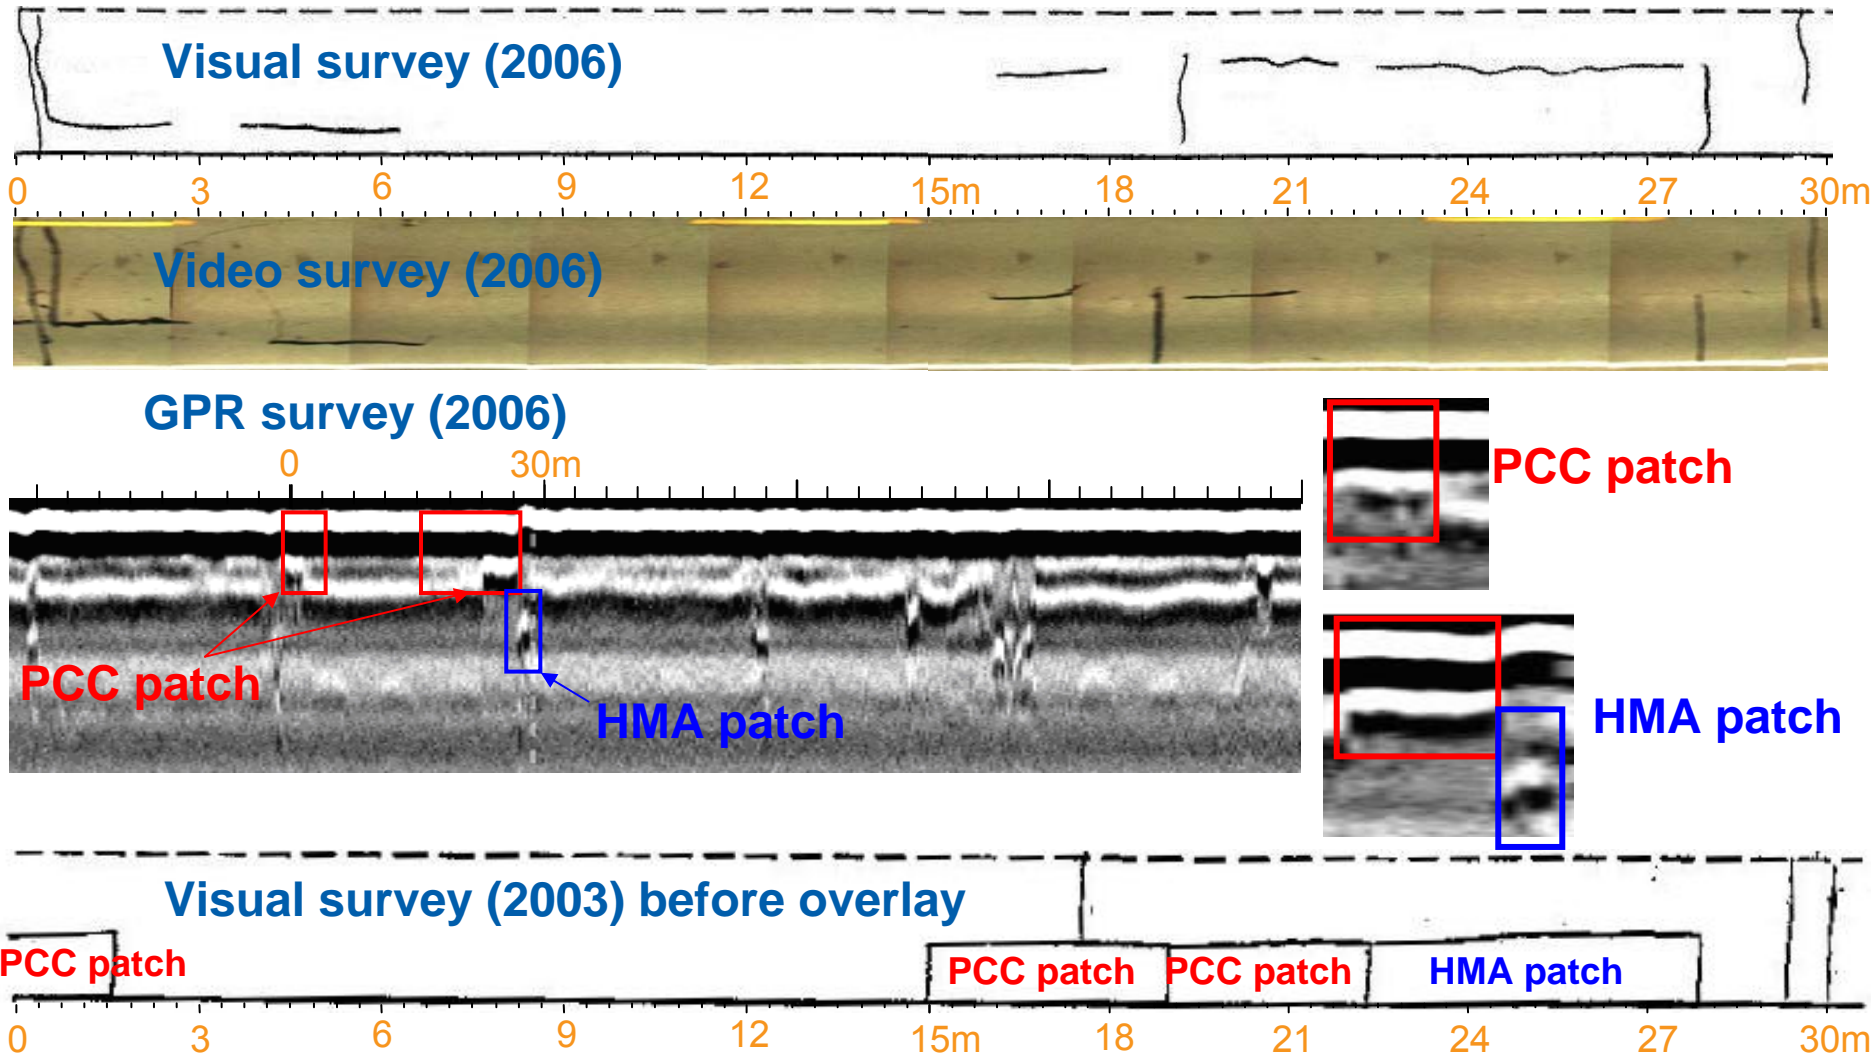 Visual survey (2006)
0 3 6 9 12 15m 18 21 24 27 30m
Video survey (2006)
GPR survey (2006)
0 30m
PCC patch
HMA patch
PCC patch
HMA patch
Visual survey (2003) before overlay
PCC patch PCC patch PCC patch HMA patch
0 3 6 9 12 15m 18 21 24 27 30m